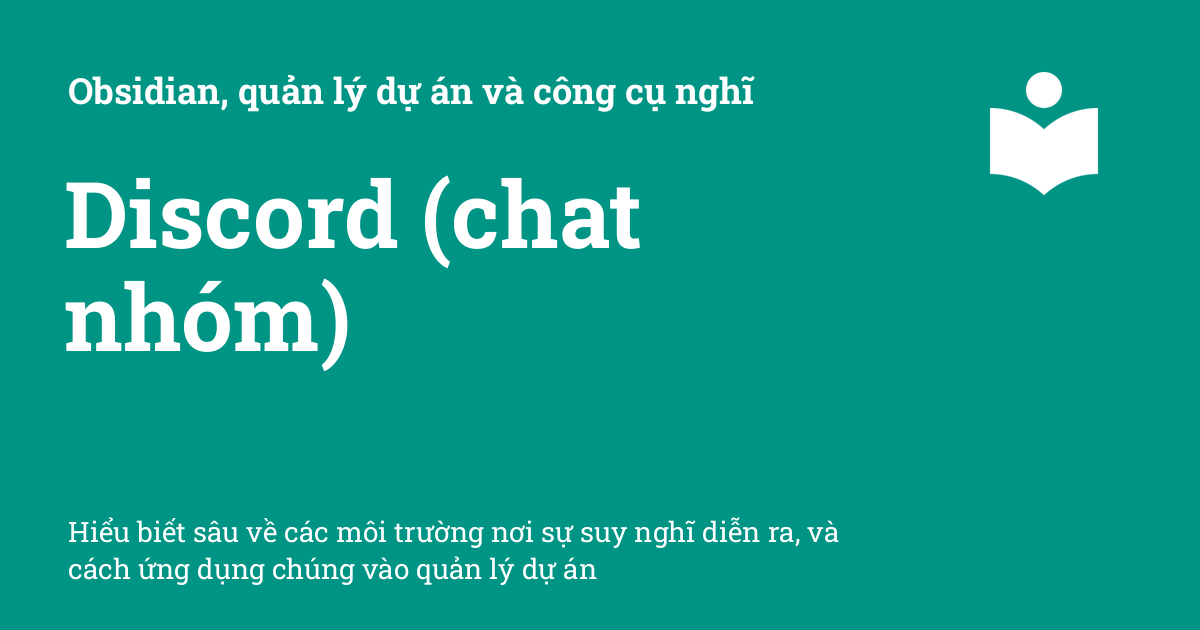 Obsidian, quản lý dự án và công cụ nghĩ
Discord (chat
nhóm)
Hiểu biết sâu về các môi trường nơi sự suy nghĩ diễn ra, và
cách ứng dụng chúng vào quản lý dự án